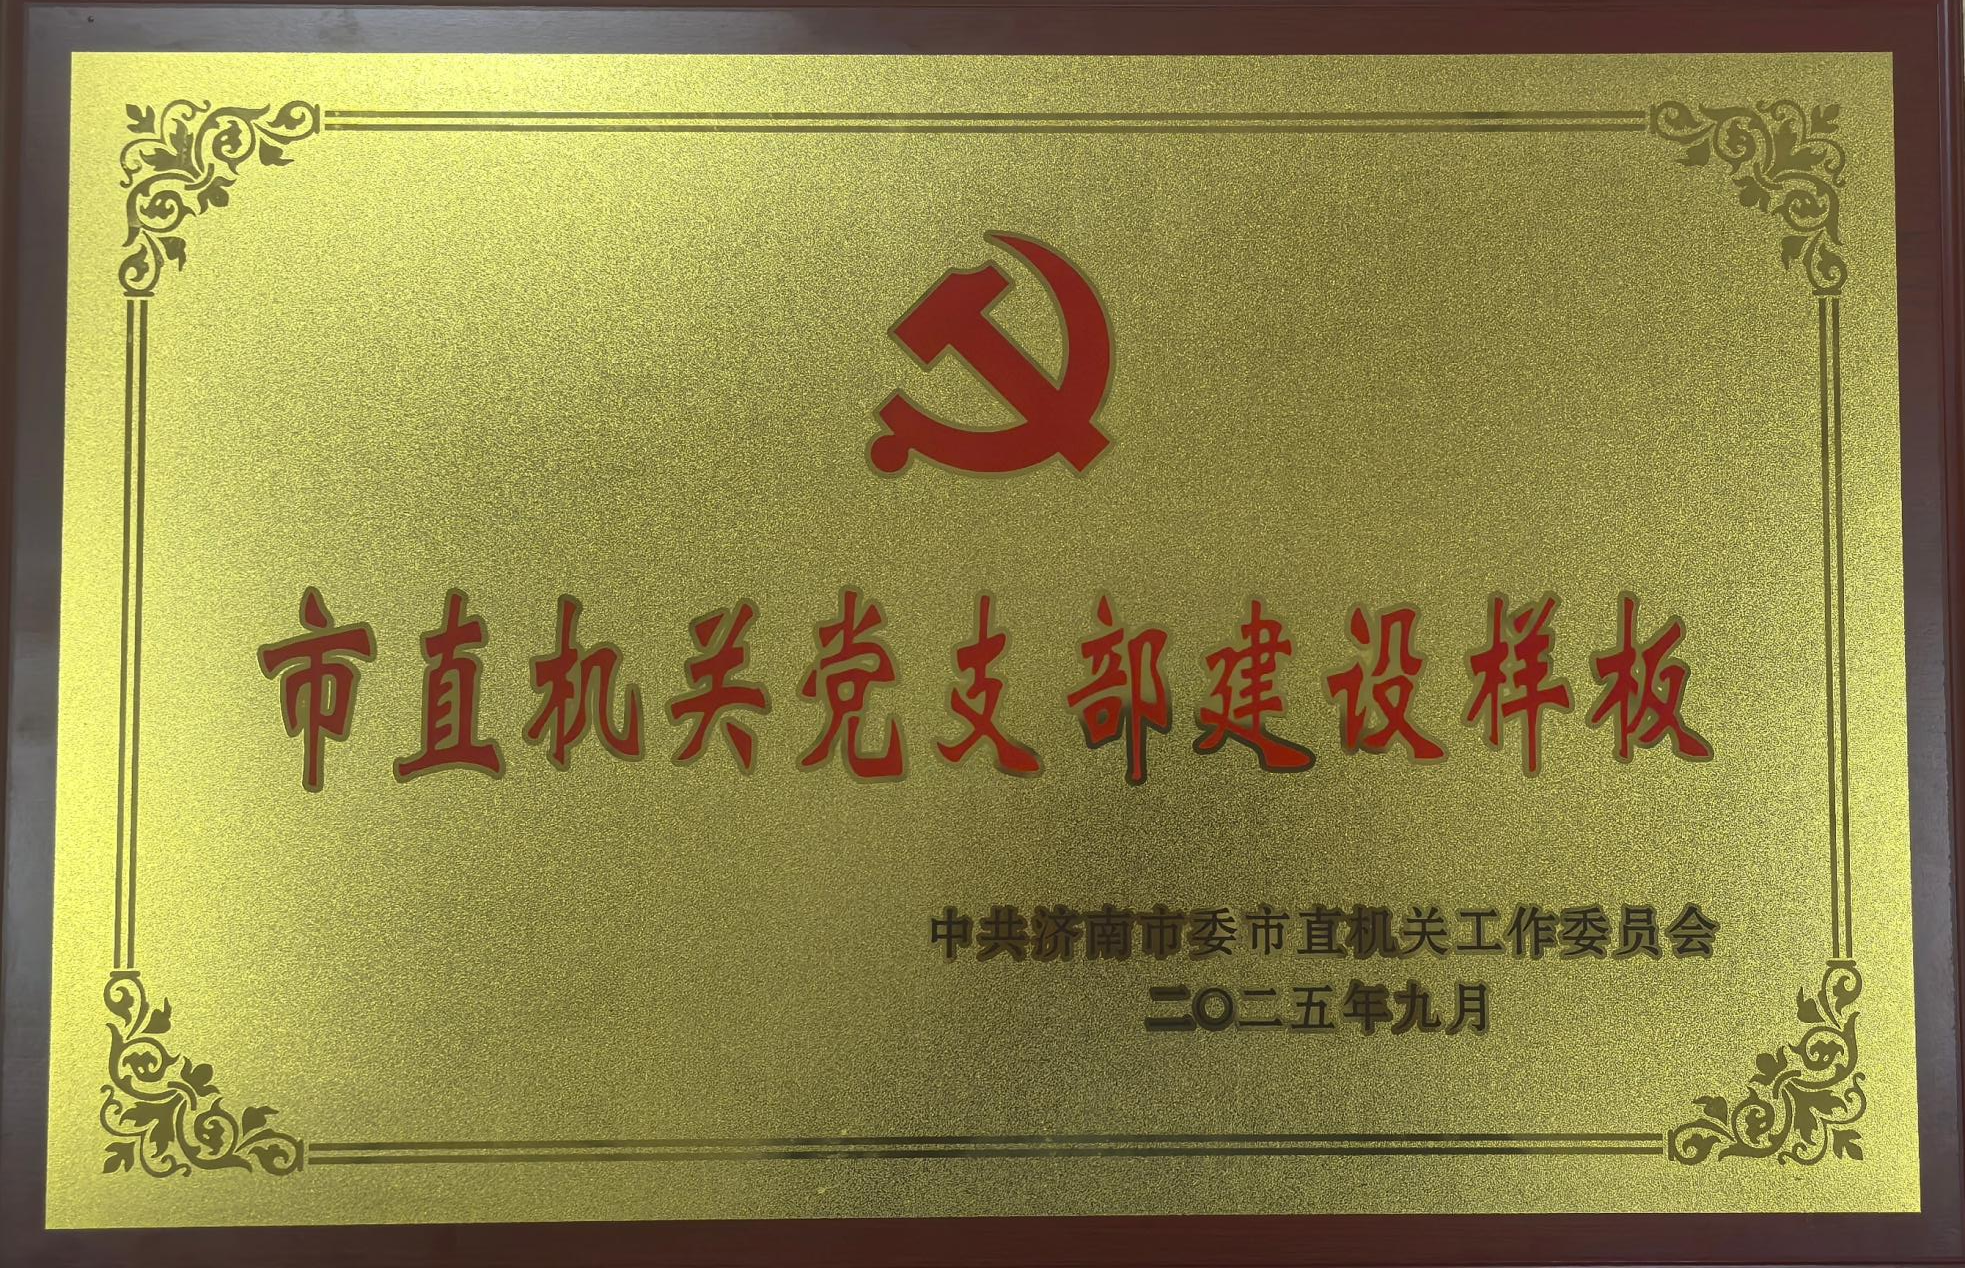 市直机关党支部建设样板
中共济南市委市直机关工作委员会
二〇二五年九月